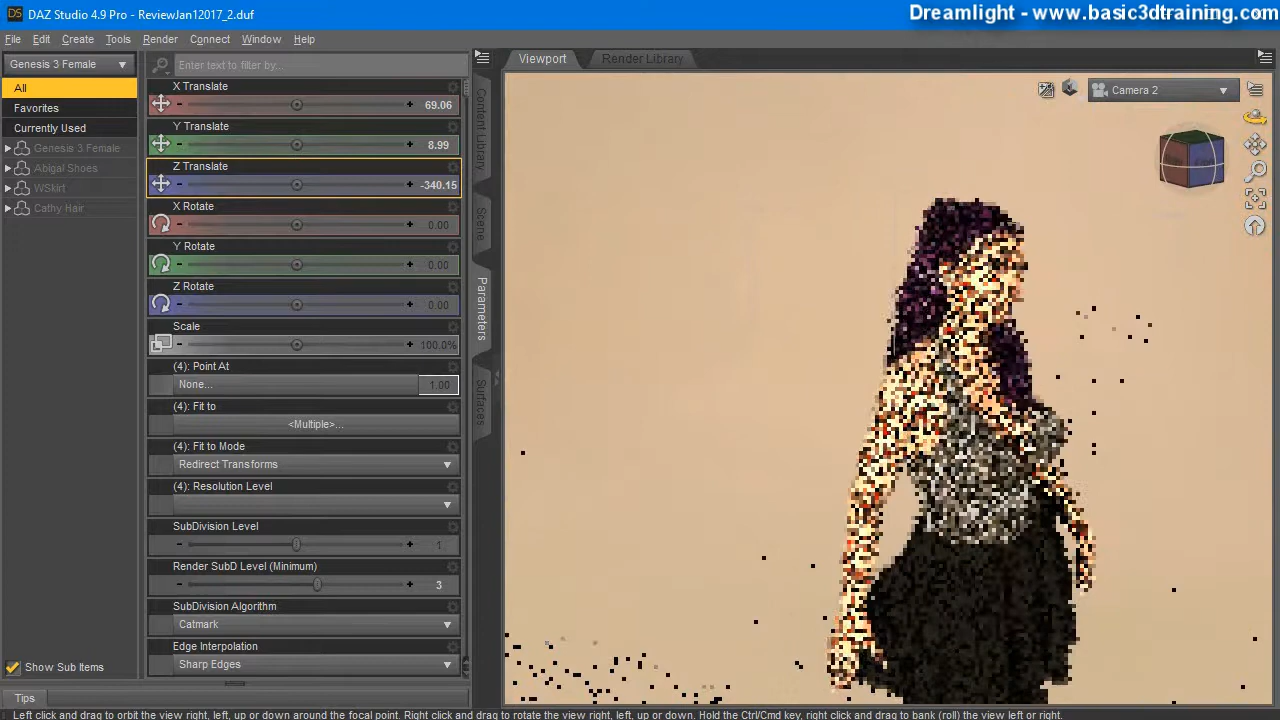 DAZ Studio 4.9 Pro - ReviewJan12017_2.duf
Dreamlight - www.basic3dtraining.com
File Edit Create Tools Render Connect Window Help
Genesis 3 Female
All
Favorites
Currently Used
Genesis 3 Female
Abigal Shoes
WSkirt
Cathy Hair
Show Sub Items
Tips
Enter text to filter by...
X Translate
69.06
Y Translate
8.99
Z Translate
-340.15
X Rotate
0.00
Y Rotate
0.00
Z Rotate
0.00
Scale
100.0%
(4): Point At
None...
1.00
(4): Fit to
<Multiple>...
(4): Fit to Mode
Redirect Transforms
(4): Resolution Level
SubDivision Level
1
Render SubD Level (Minimum)
3
SubDivision Algorithm
Catmark
Edge Interpolation
Sharp Edges
Content Library
Scene
Parameters
Surfaces
Viewport
Render Library
Camera 2
Left click and drag to orbit the view right, left, up or down around the focal point. Right click and drag to rotate the view right, left, up or down. Hold the Ctrl/Cmd key, right click and drag to bank (roll) the view left or right.